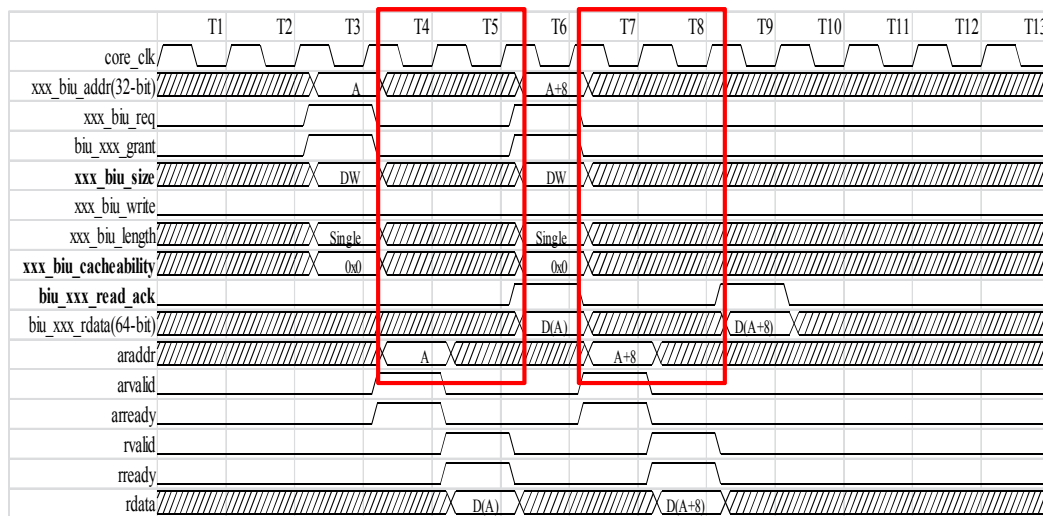 T1 T2 T3 T4 T5 T6 T7 T8 T9 T10 T11 T12 T13
core_clk
xxx_biu_addr(32-bit) A A+8
xxx_biu_req
biu_xxx_grant
xxx_biu_size DW DW
xxx_biu_write
xxx_biu_length Single Single
xxx_biu_cacheability 0x0 0x0
biu_xxx_read_ack
biu_xxx_rdata(64-bit) D(A) D(A+8)
araddr A A+8
arvalid
arready
rvalid
rready
rdata D(A) D(A+8)